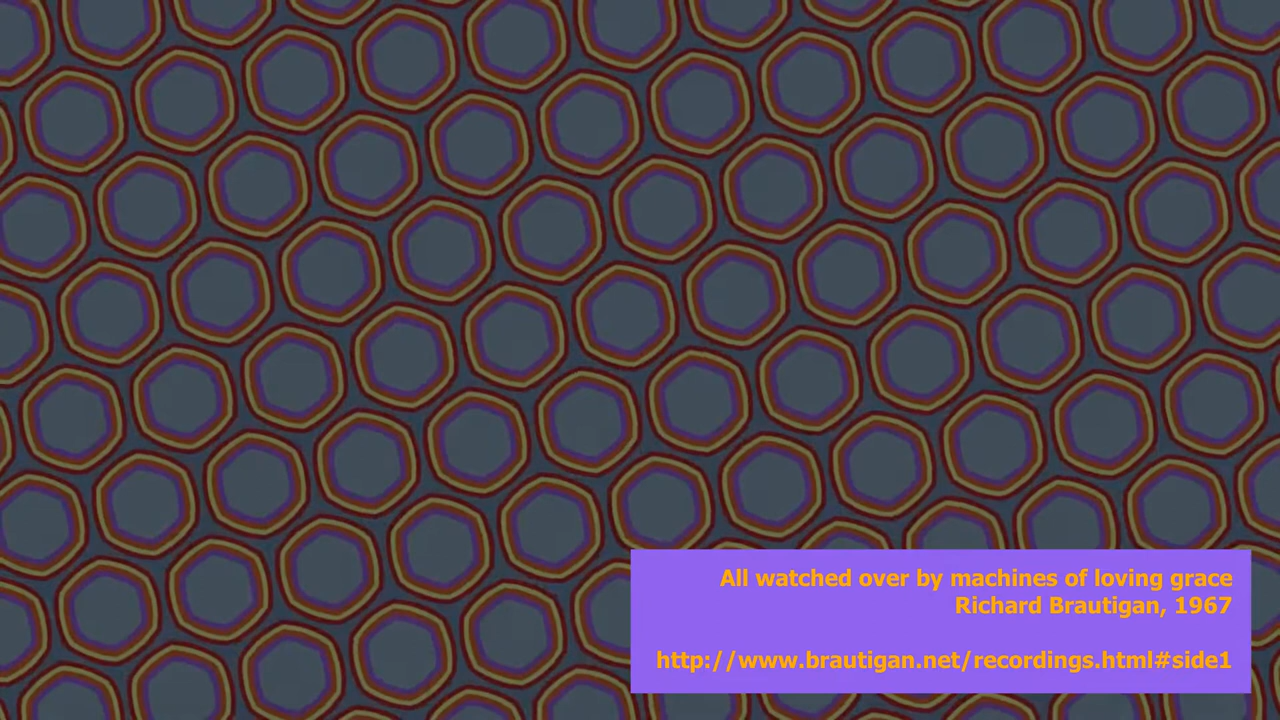 All watched over by machines of loving grace
Richard Brautigan, 1967
http://www.brautigan.net/recordings.html#side1